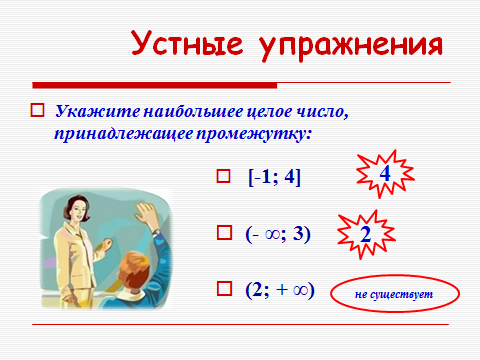 Устные упражнения
Укажите наибольшее целое число,
принадлежащее промежутку:
[-1; 4]
4
(- ∞; 3)
2
(2; + ∞)
не существует